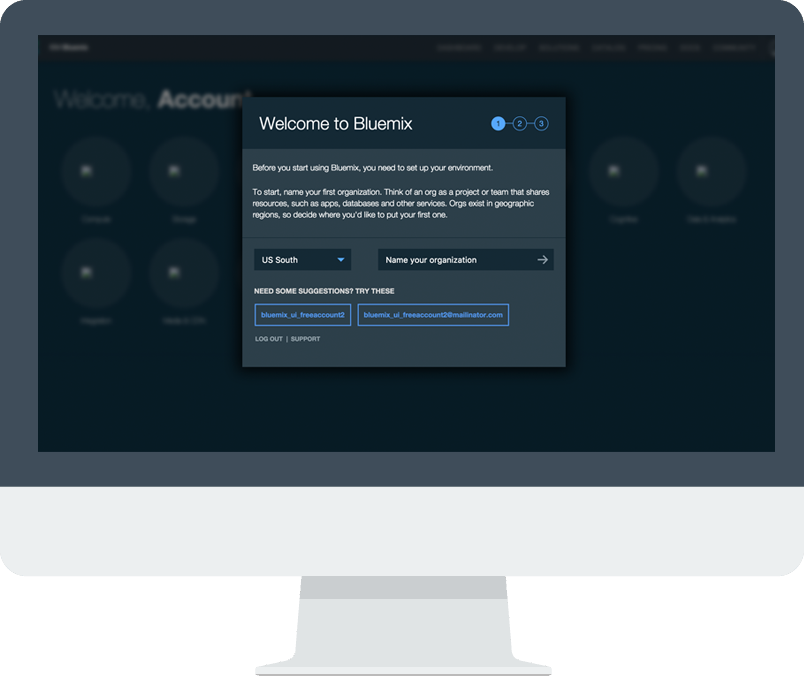 Welcome, Account
Welcome to Bluemix
1 2 3
Before you start using Bluemix, you need to set up your environment.
To start, name your first organization. Think of an org as a project or team that shares
resources, such as apps, databases and other services. Orgs exist in geographic
regions, so decide where you'd like to put your first one.
US South
Name your organization
NEED SOME SUGGESTIONS? TRY THESE
bluemix_ui_freeaccount2
bluemix_ui_freeaccount2@mailinator.com
LOG OUT | SUPPORT